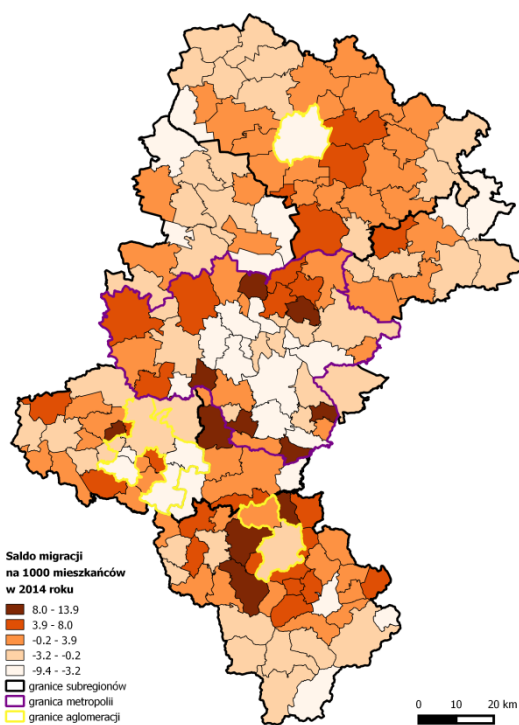 Saldo migracji
na 1000 mieszkańców
w 2014 roku
8.0 - 13.9
3.9 - 8.0
-0.2 - 3.9
-3.2 - -0.2
-9.4 - -3.2
granice subregionów
granica metropolii
granice aglomeracji
0 10 20 km